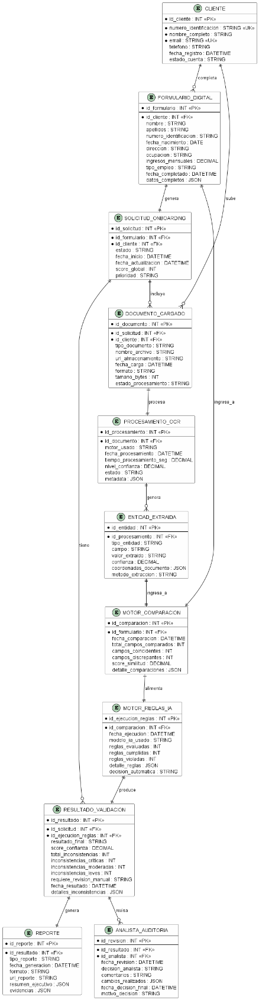 E CLIENTE
id_cliente : INT «PK»
numero_identificacion : STRING «UK»
nombre_completo : STRING
email : STRING «UK»
telefono : STRING
fecha_registro : DATETIME
estado_cuenta : STRING
completa
E FORMULARIO_DIGITAL
id_formulario : INT «PK»
id_cliente : INT «FK»
nombre : STRING
apellidos : STRING
numero_identificacion : STRING
fecha_nacimiento : DATE
direccion : STRING
ocupacion : STRING
ingresos_mensuales : DECIMAL
tipo_empleo : STRING
fecha_completado : DATETIME
datos_completos : JSON
genera
sube
E SOLICITUD_ONBOARDING
id_solicitud : INT «PK»
id_formulario : INT «FK»
id_cliente : INT «FK»
estado : STRING
fecha_inicio : DATETIME
fecha_actualizacion : DATETIME
score_global : INT
prioridad : STRING
incluye
E DOCUMENTO_CARGADO
id_documento : INT «PK»
id_solicitud : INT «FK»
id_cliente : INT «FK»
tipo_documento : STRING
nombre_archivo : STRING
url_almacenamiento : STRING
fecha_carga : DATETIME
formato : STRING
tamano_bytes : INT
estado_procesamiento : STRING
procesa
ingresa_a
E PROCESAMIENTO_OCR
id_procesamiento : INT «PK»
id_documento : INT «FK»
motor_usado : STRING
fecha_procesamiento : DATETIME
tiempo_procesamiento_seg : DECIMAL
nivel_confianza : DECIMAL
estado : STRING
metadata : JSON
genera
E ENTIDAD_EXTRAIDA
id_entidad : INT «PK»
id_procesamiento : INT «FK»
tipo_entidad : STRING
campo : STRING
valor_extraido : STRING
confianza : DECIMAL
coordenadas_documento : JSON
metodo_extraccion : STRING
tiene
ingresa_a
E MOTOR_COMPARACION
id_comparacion : INT «PK»
id_formulario : INT «FK»
fecha_comparacion : DATETIME
total_campos_comparados : INT
campos_coincidentes : INT
campos_discrepantes : INT
score_similitud : DECIMAL
detalle_comparaciones : JSON
alimenta
E MOTOR_REGLAS_IA
id_ejecucion_reglas : INT «PK»
id_comparacion : INT «FK»
fecha_ejecucion : DATETIME
modelo_ia_usado : STRING
reglas_evaluadas : INT
reglas_cumplidas : INT
reglas_violadas : INT
detalle_reglas : JSON
decision_automatica : STRING
produce
E RESULTADO_VALIDACION
id_resultado : INT «PK»
id_solicitud : INT «FK»
id_ejecucion_reglas : INT «FK»
resultado_final : STRING
score_confianza : DECIMAL
total_inconsistencias : INT
inconsistencias_criticas : INT
inconsistencias_moderadas : INT
inconsistencias_leves : INT
requiere_revision_manual : STRING
fecha_resultado : DATETIME
detalles_inconsistencias : JSON
genera
revisa
E REPORTE
id_reporte : INT «PK»
id_resultado : INT «FK»
tipo_reporte : STRING
fecha_generacion : DATETIME
formato : STRING
url_reporte : STRING
resumen_ejecutivo : JSON
evidencias : JSON
E ANALISTA_AUDITORIA
id_revision : INT «PK»
id_resultado : INT «FK»
id_analista : INT «FK»
fecha_revision : DATETIME
decision_analista : STRING
comentarios : STRING
cambios_realizados : JSON
fecha_decision_final : DATETIME
motivo_decision : STRING